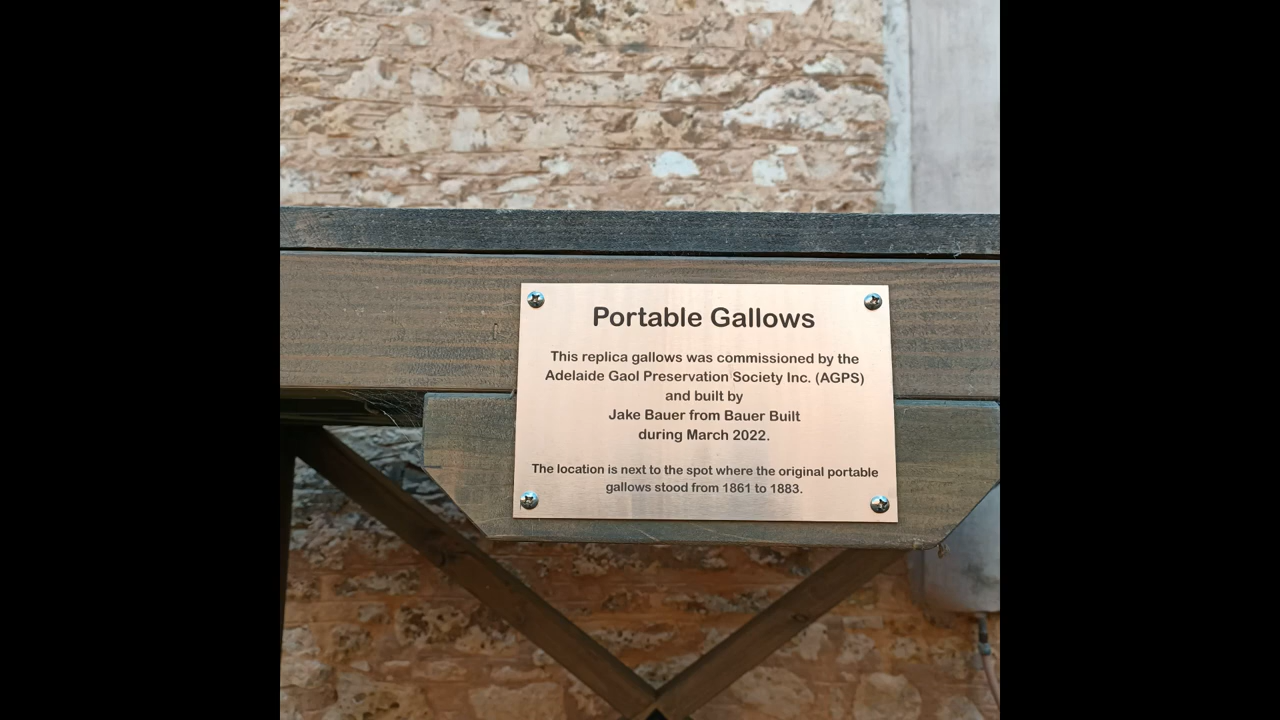 Portable Gallows
This replica gallows was commissioned by the
Adelaide Gaol Preservation Society Inc. (AGPS)
and built by
Jake Bauer from Bauer Built
during March 2022.
The location is next to the spot where the original portable
gallows stood from 1861 to 1883.